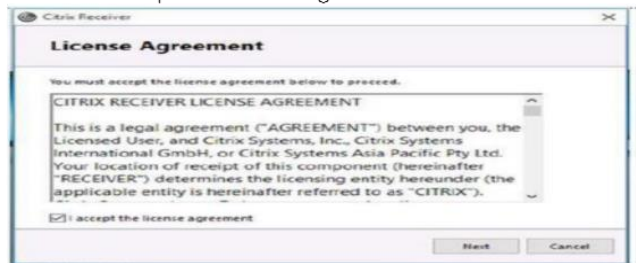 Citrix Receiver
License Agreement
You must accept the license agreement below to proceed.
CITRIX RECEIVER LICENSE AGREEMENT
This is a legal agreement ("AGREEMENT") between you, the
Licensed User, and Citrix Systems, Inc., Citrix Systems
International GmbH, or Citrix Systems Asia Pacific Pty Ltd.
Your location of receipt of this component (hereinafter
"RECEIVER") determines the licensing entity hereunder (the
applicable entity is hereinafter referred to as "CITRIX").
I accept the license agreement
Next
Cancel